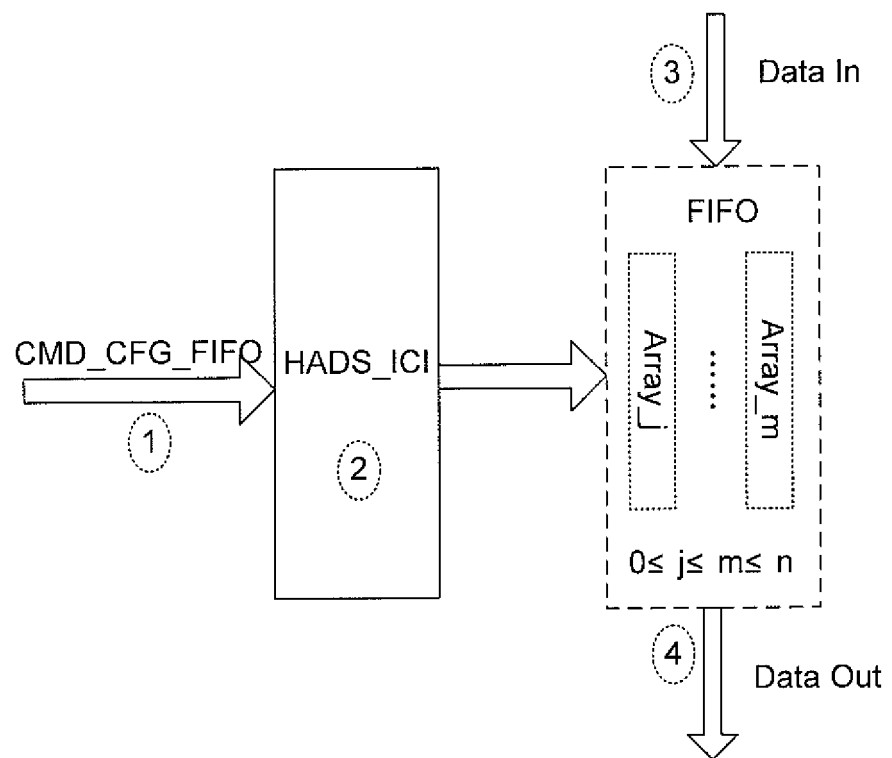 3
Data In
FIFO
CMD_CFG_FIFO
HADS_ICI
Array_j
......
Array_m
1
2
0≤ j≤ m≤ n
4
Data Out